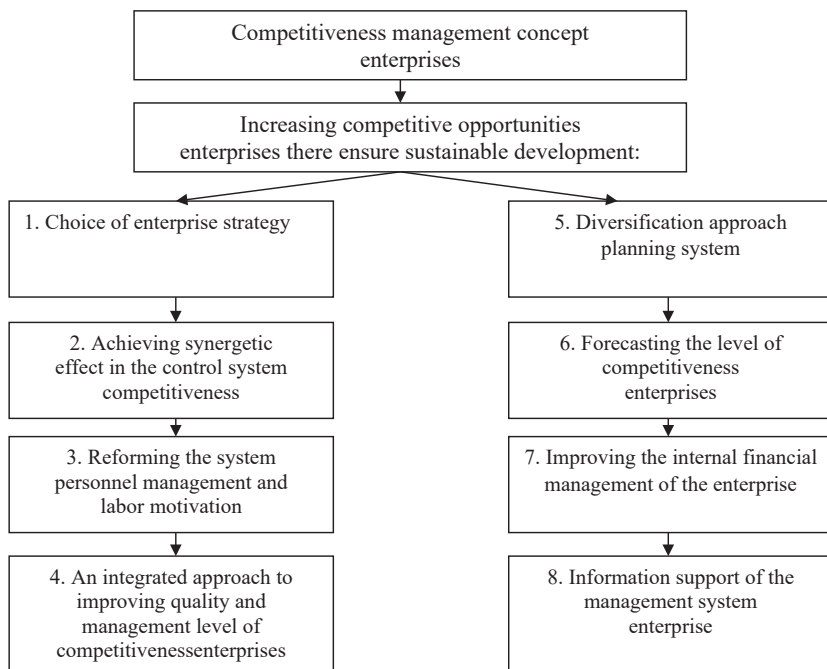 Competitiveness management concept
enterprises
Increasing competitive opportunities
enterprises there ensure sustainable development:
1. Choice of enterprise strategy
2. Achieving synergetic
effect in the control system
competitiveness
3. Reforming the system
personnel management and
labor motivation
4. An integrated approach to
improving quality and
management level of
competitivenessenterprises
5. Diversification approach
planning system
6. Forecasting the level of
competitiveness
enterprises
7. Improving the internal financial
management of the enterprise
8. Information support of the
management system
enterprise